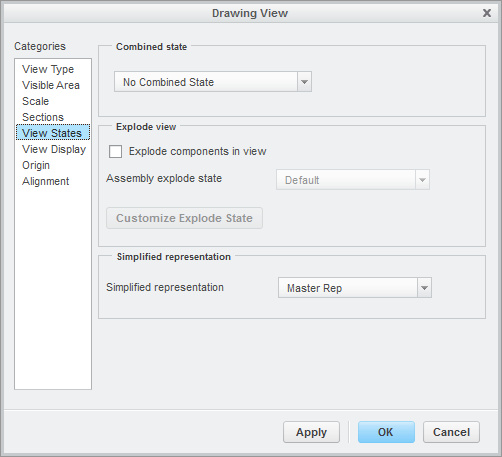 Drawing View
Categories
View Type
Visible Area
Scale
Sections
View States
View Display
Origin
Alignment
Combined state
No Combined State
Explode view
Explode components in view
Assembly explode state
Default
Customize Explode State
Simplified representation
Simplified representation
Master Rep
Apply
OK
Cancel